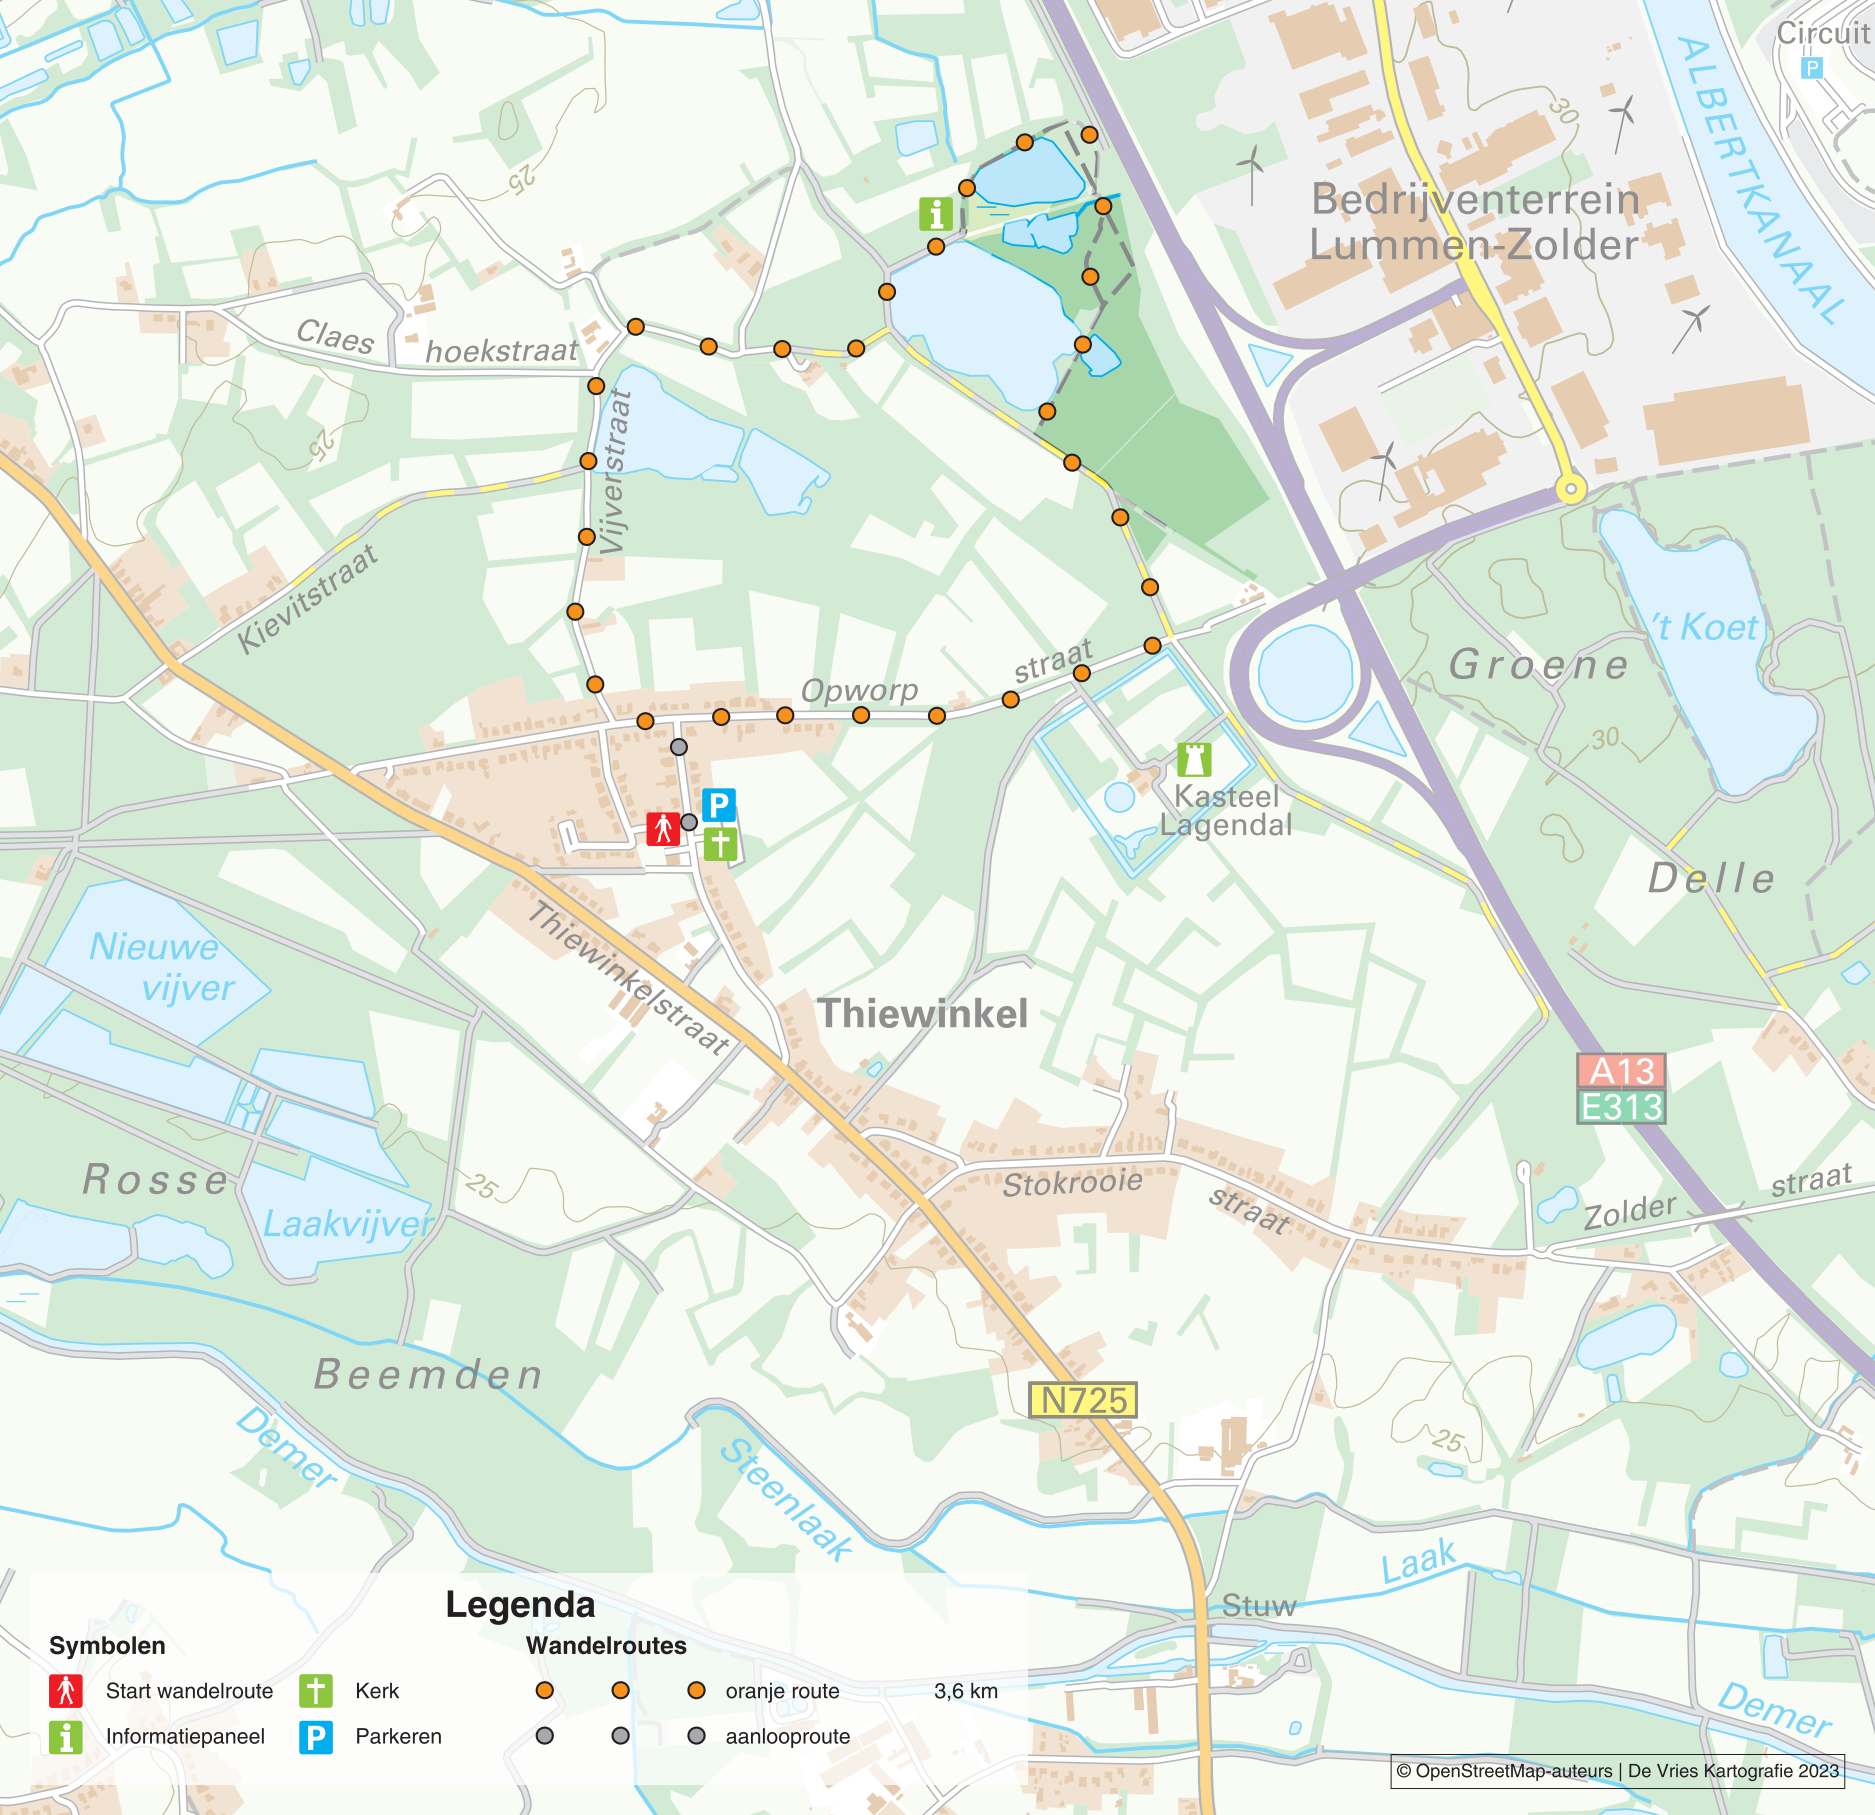 Circuit
P
ALBERTKANAAL
30
25
Bedrijventerrein
Lummen-Zolder
Claes
hoekstraat
25
Vijverstraat
Kievitstraat
't Koet
Groene
straat
Opworp
30
Kasteel
Lagendal
P
Delle
Nieuwe
vijver
Thiewinkelstraat
Thiewinkel
A13
E313
Rosse
25
Stokrooie
straat
Zolder
straat
Laakvijver
Beemden
N725
Demer
Steenlaak
25
Laak
Stuw
Demer
Legenda
Symbolen
Wandelroutes
Start wandelroute
Kerk
oranje route
3,6 km
Informatiepaneel
P
Parkeren
aanlooproute
© OpenStreetMap-auteurs | De Vries Kartografie 2023